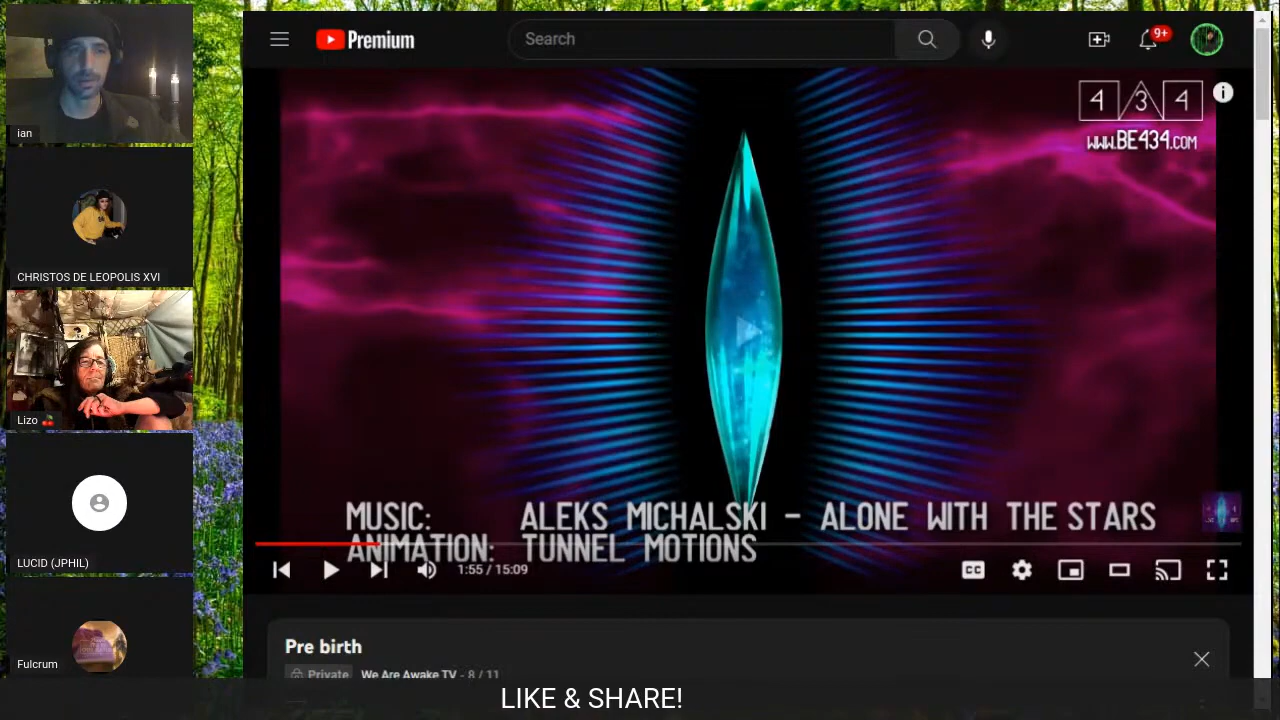 ian
CHRISTOS DE LEOPOLIS XVI
Lizo
LUCID (JPHIL)
Fulcrum
Premium
Search
9+
4 3 4
www.BE434.com
MUSIC: ALEKS MICHALSKI - ALONE WITH THE STARS
ANIMATION: TUNNEL MOTIONS
1:55 / 15:09
CC
Pre birth
Private We Are Awake TV - 8 / 11
LIKE & SHARE!